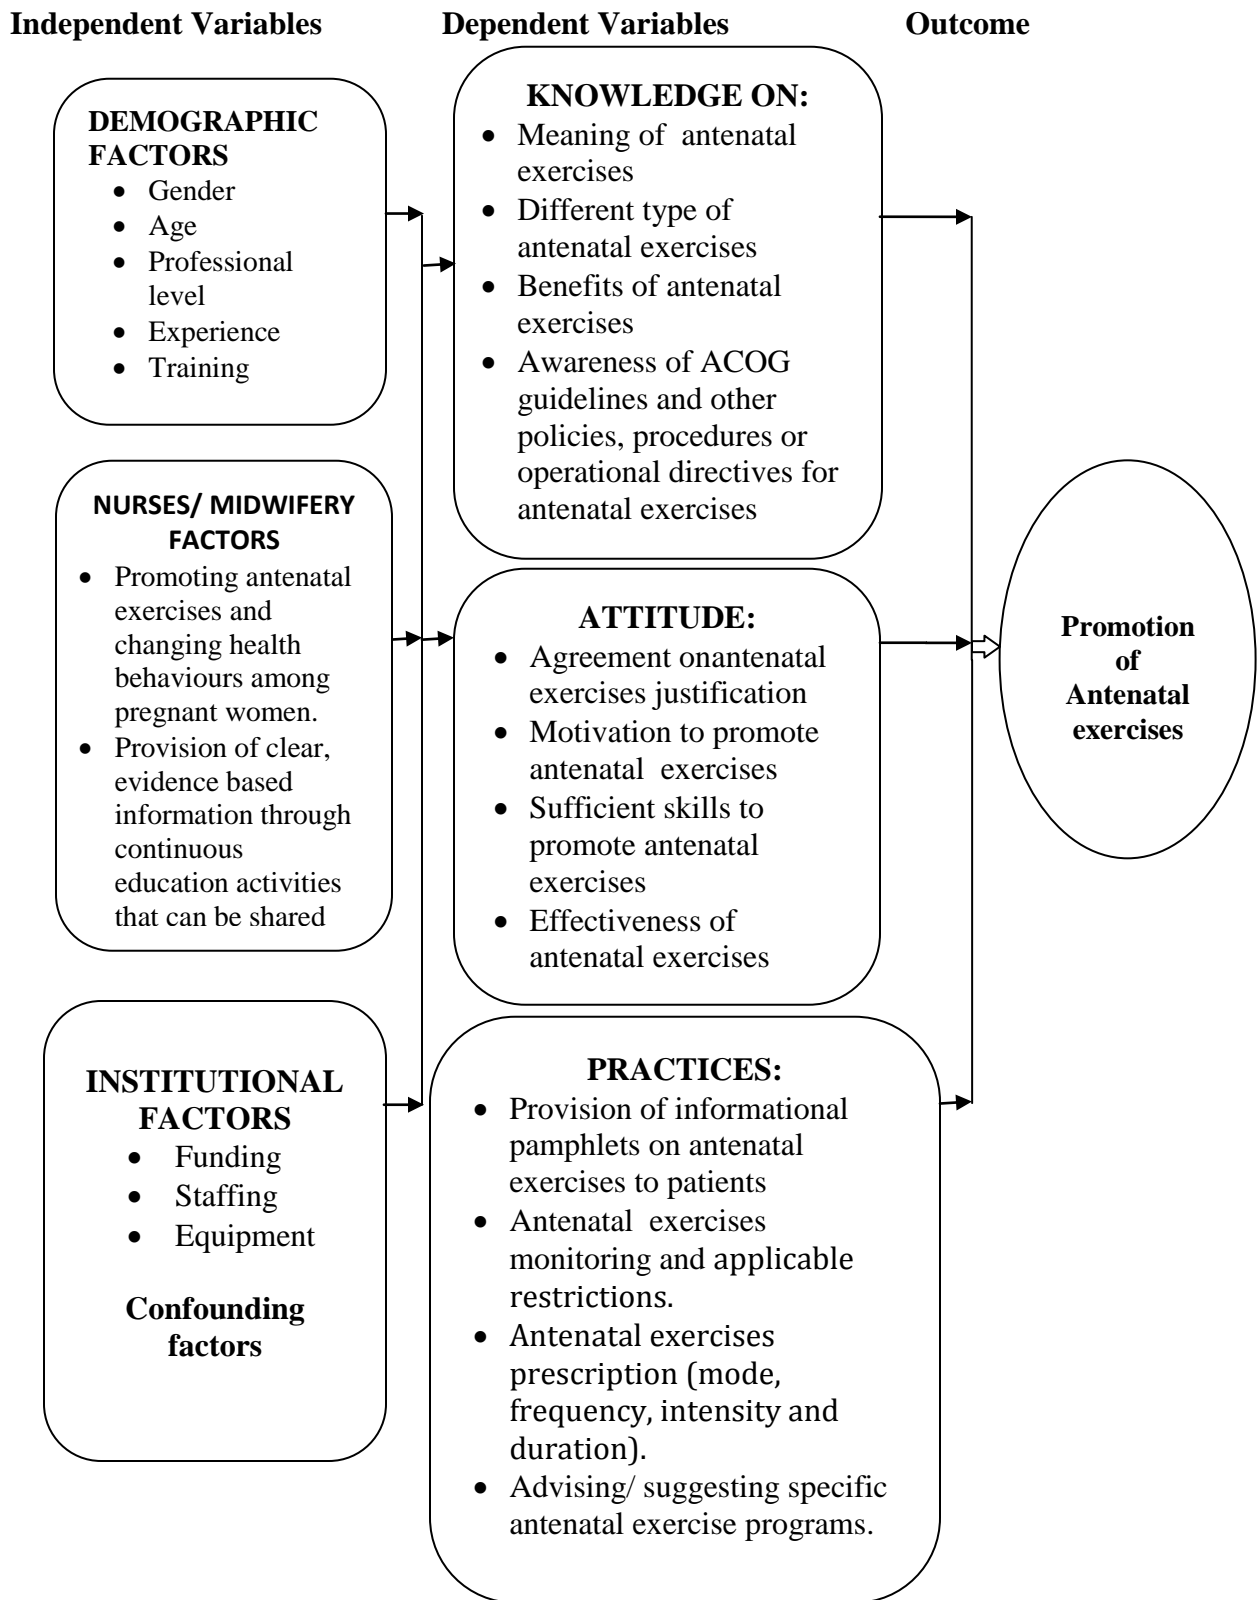 Independent Variables
Dependent Variables
Outcome
DEMOGRAPHIC
FACTORS
• Gender
• Age
• Professional
level
• Experience
• Training
NURSES/ MIDWIFERY
FACTORS
• Promoting antenatal
exercises and
changing health
behaviours among
pregnant women.
• Provision of clear,
evidence based
information through
continuous
education activities
that can be shared
INSTITUTIONAL
FACTORS
• Funding
• Staffing
• Equipment
Confounding
factors
KNOWLEDGE ON:
• Meaning of antenatal
exercises
• Different type of
antenatal exercises
• Benefits of antenatal
exercises
• Awareness of ACOG
guidelines and other
policies, procedures or
operational directives for
antenatal exercises
ATTITUDE:
• Agreement onantenatal
exercises justification
• Motivation to promote
antenatal exercises
• Sufficient skills to
promote antenatal
exercises
• Effectiveness of
antenatal exercises
PRACTICES:
• Provision of informational
pamphlets on antenatal
exercises to patients
• Antenatal exercises
monitoring and applicable
restrictions.
• Antenatal exercises
prescription (mode,
frequency, intensity and
duration).
• Advising/ suggesting specific
antenatal exercise programs.
Promotion
of
Antenatal
exercises